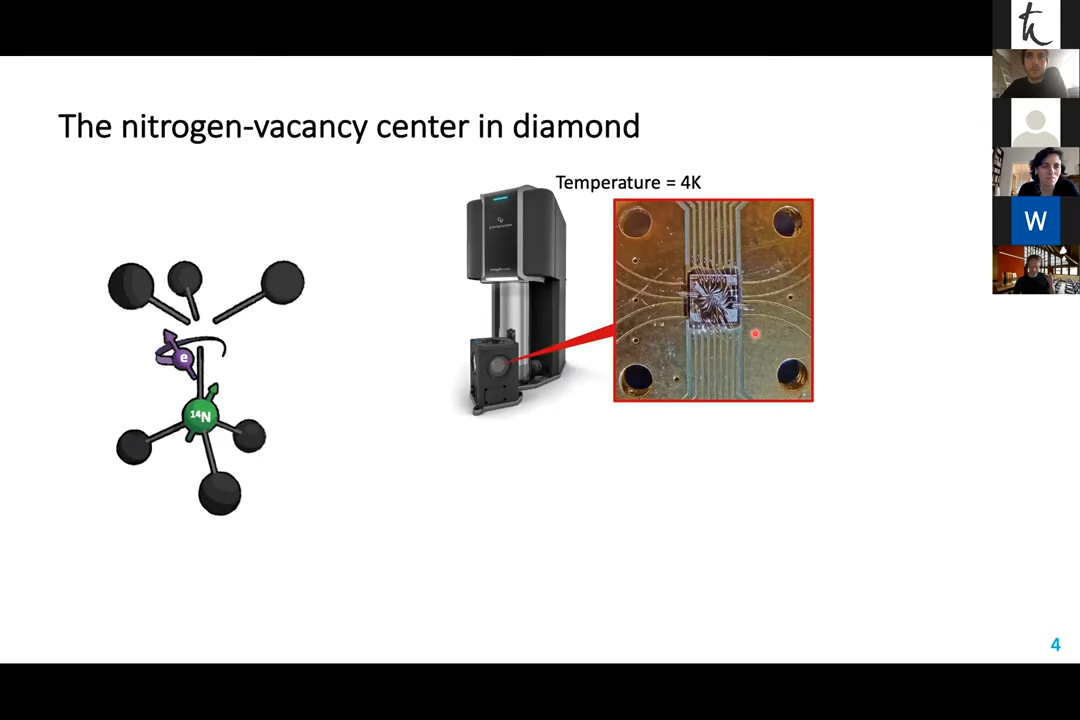 The nitrogen-vacancy center in diamond
Temperature = 4K
e
14N
W
4